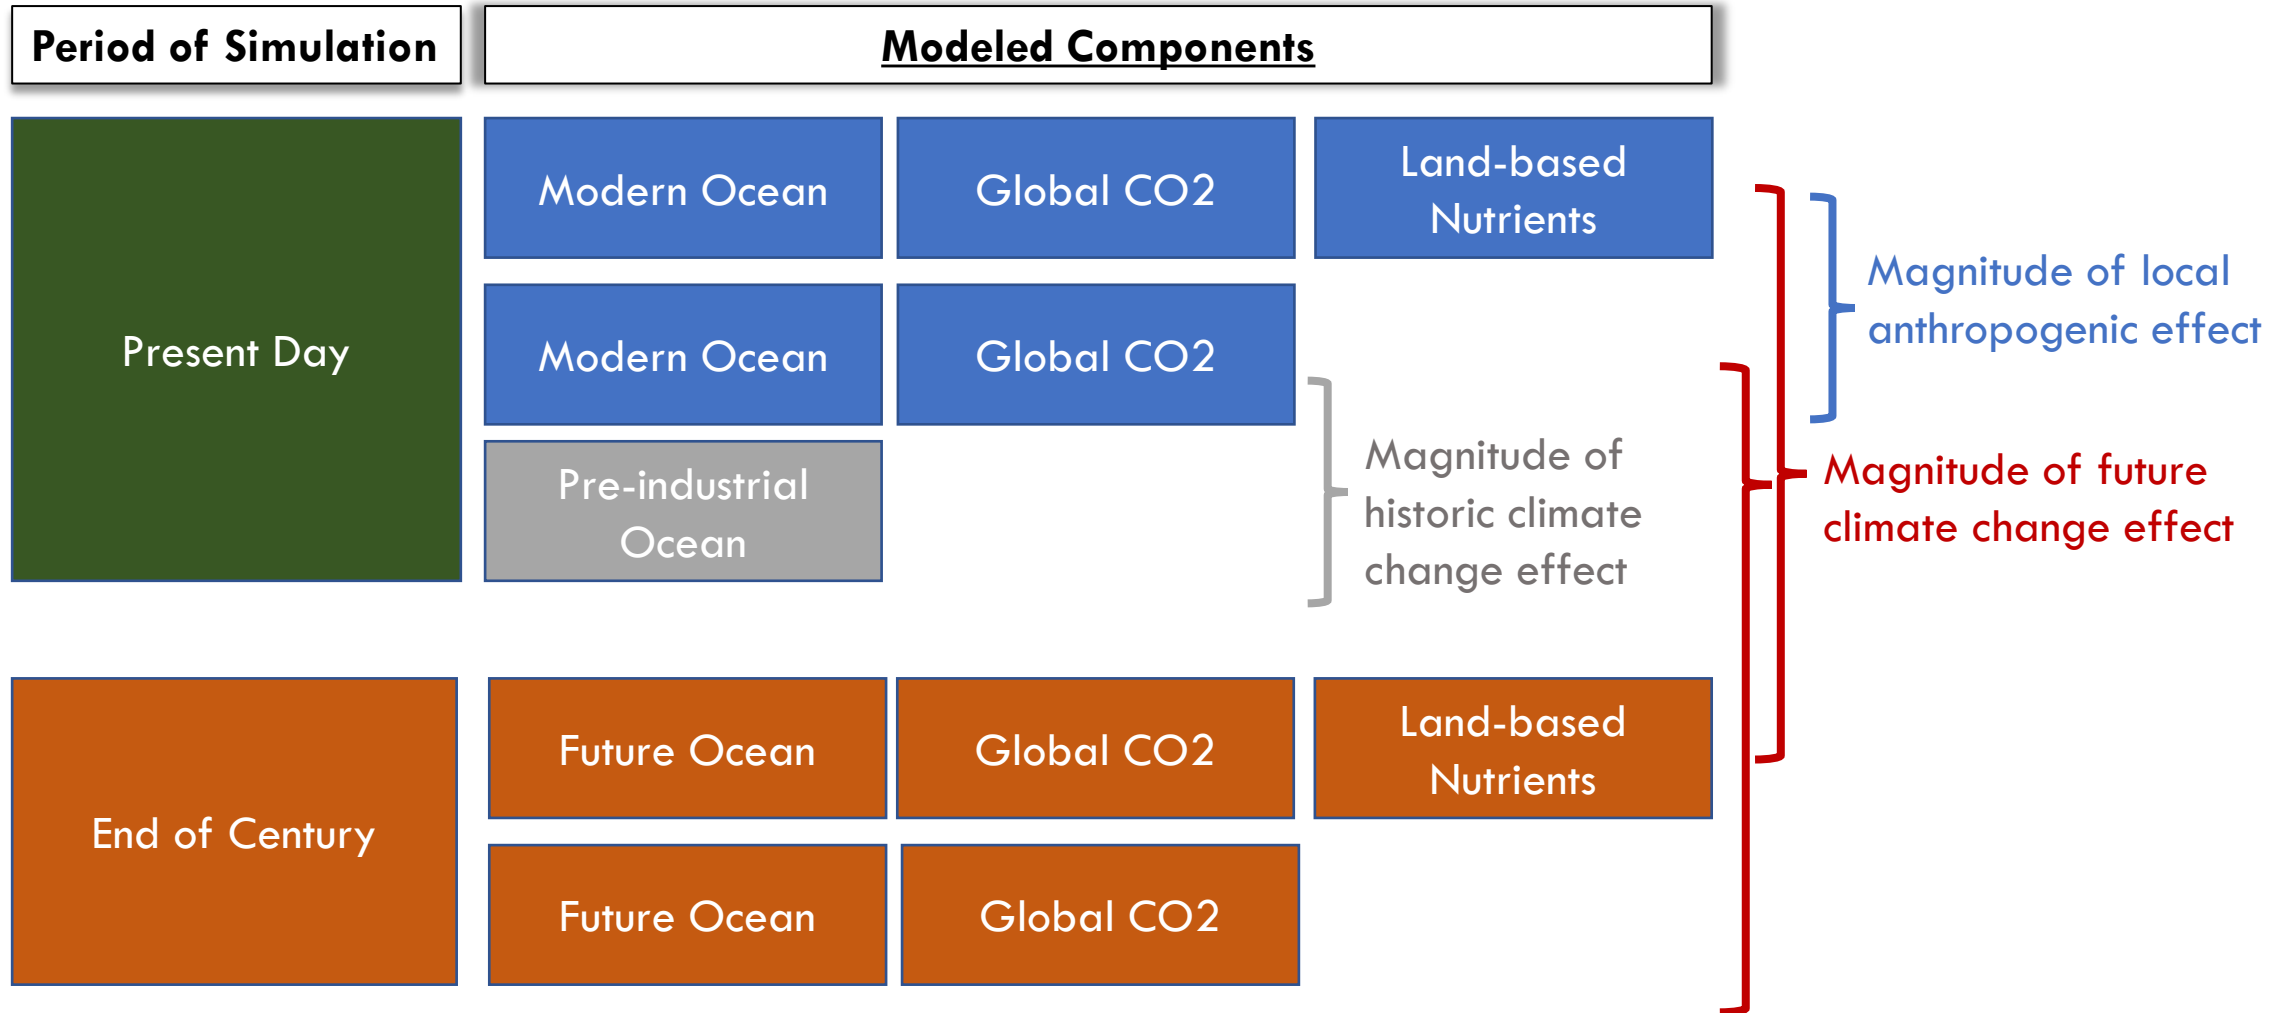 Period of Simulation
Modeled Components
Present Day
Modern Ocean
Global CO2
Land-based
Nutrients
Modern Ocean
Global CO2
Pre-industrial
Ocean
Magnitude of local
anthropogenic effect
Magnitude of
historic climate
change effect
Magnitude of future
climate change effect
End of Century
Future Ocean
Global CO2
Land-based
Nutrients
Future Ocean
Global CO2